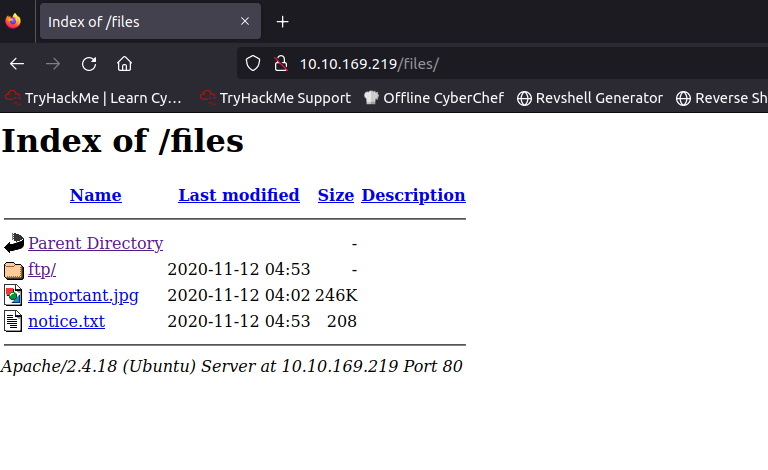 Index of /files
10.10.169.219/files/
TryHackMe | Learn Cy… TryHackMe Support Offline CyberChef Revshell Generator Reverse Sh
Index of /files
Name Last modified Size Description
Parent Directory -
ftp/ 2020-11-12 04:53 -
important.jpg 2020-11-12 04:02 246K
notice.txt 2020-11-12 04:53 208
Apache/2.4.18 (Ubuntu) Server at 10.10.169.219 Port 80